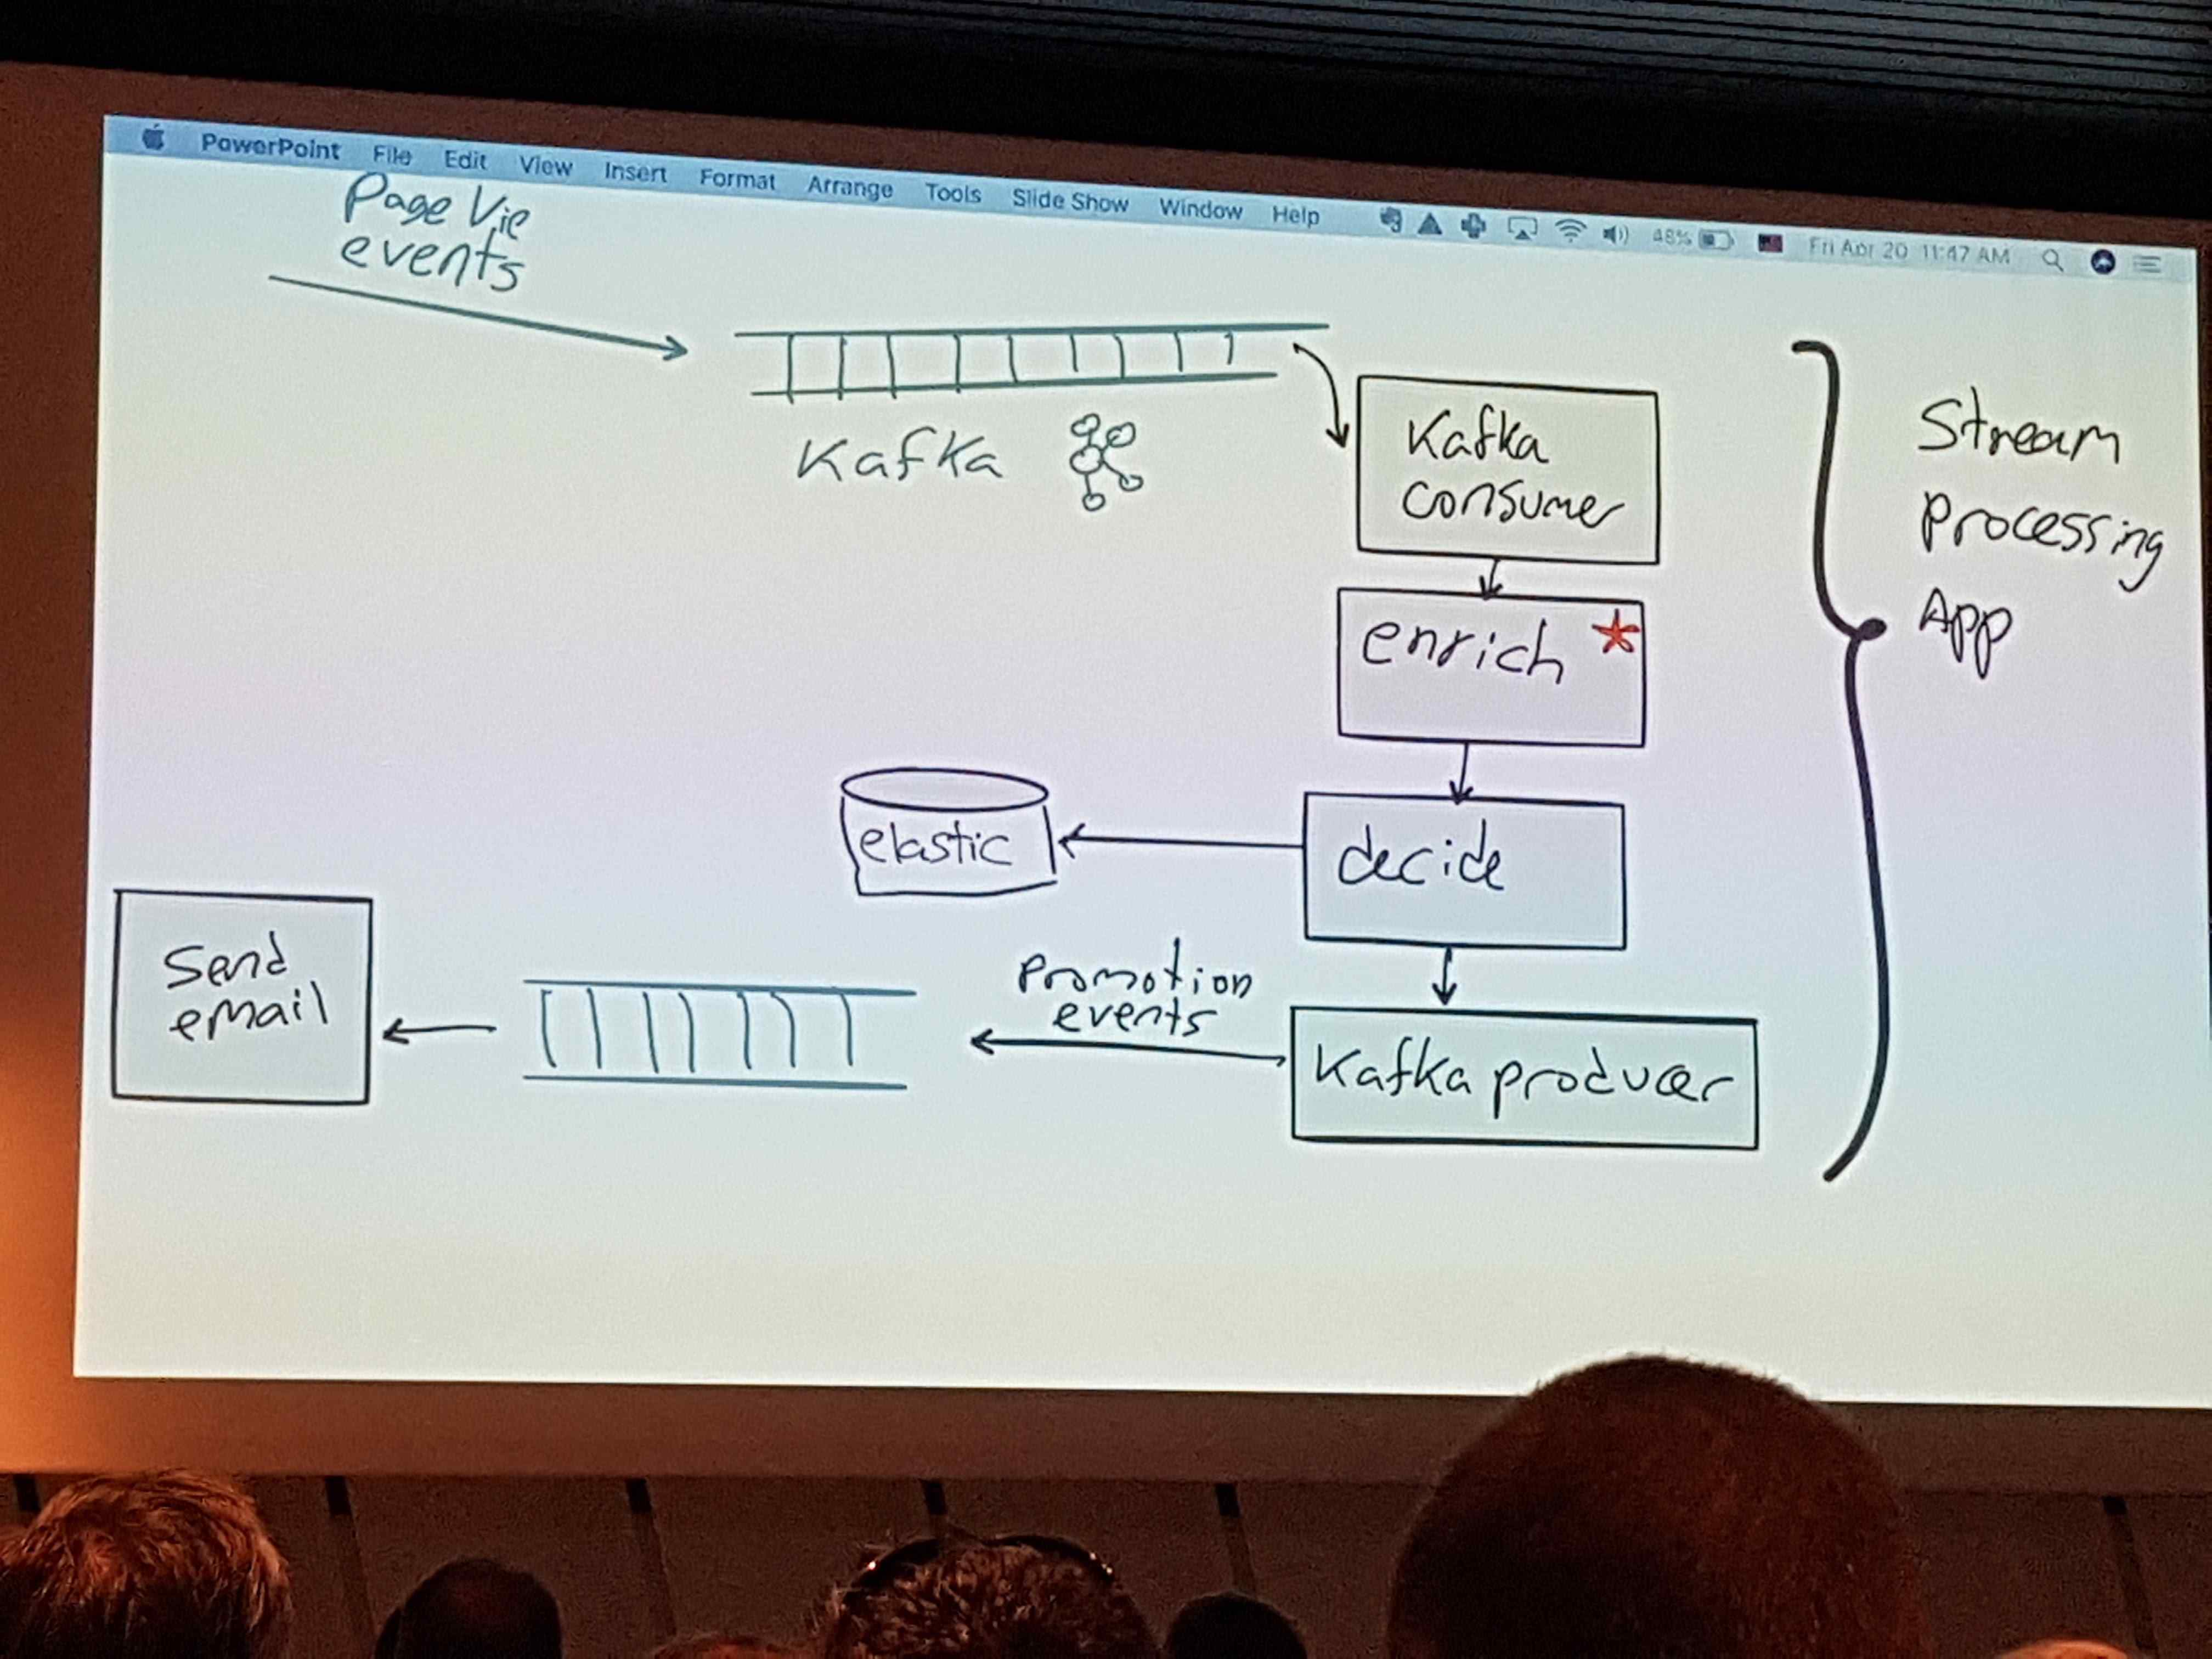 PowerPoint File Edit View Insert Format Arrange Tools Slide Show Window Help 48% Fri Apr 20 11:47 AM
Page Vie
events
Kafka
Kafka
consumer
enrich *
decide
elastic
Promotion
events
Kafka producer
Send
email
Stream
Processing
App